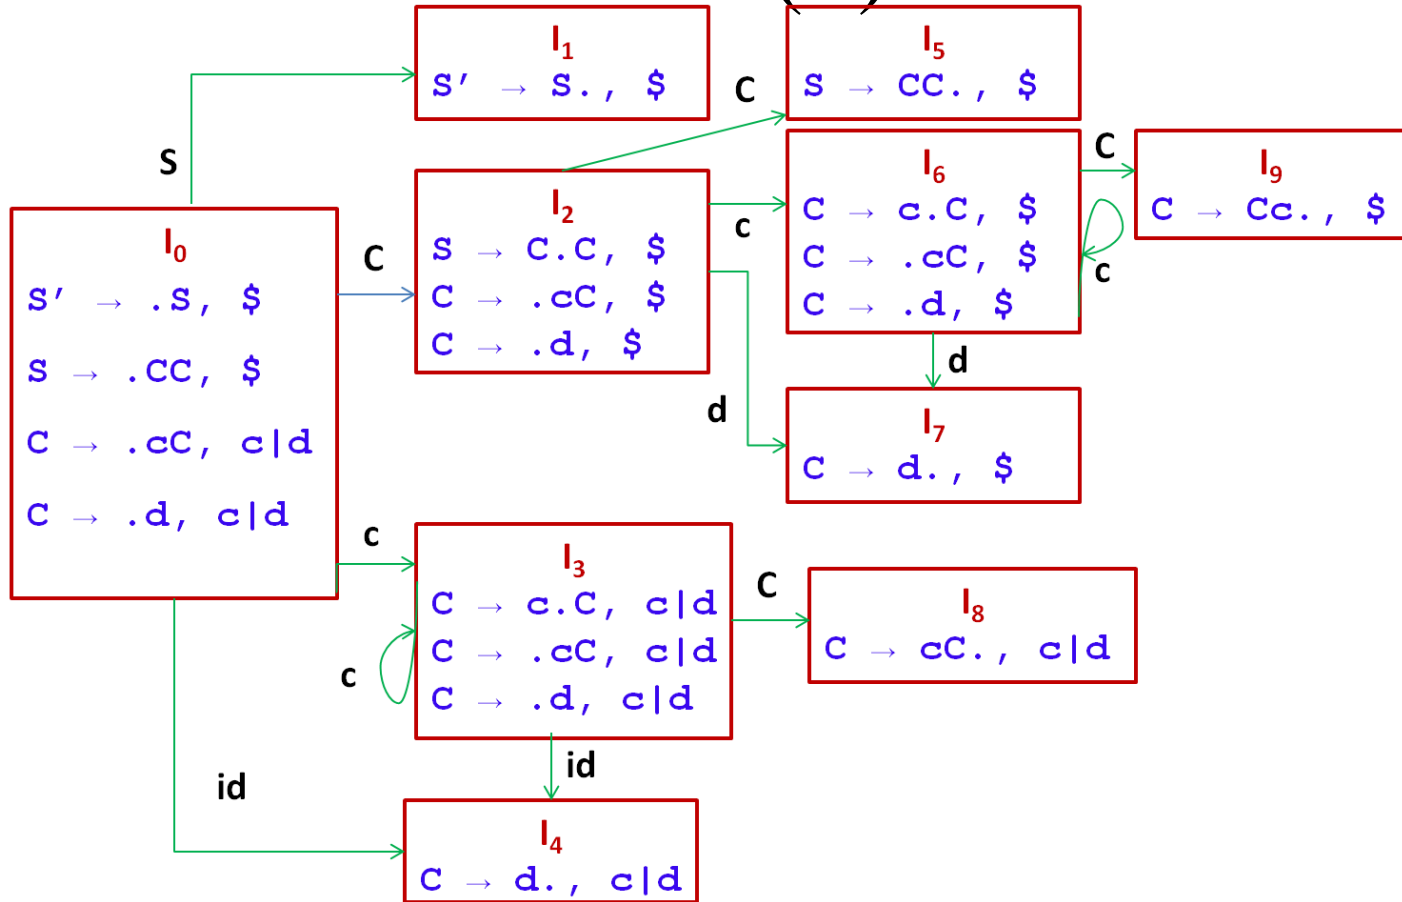 I₁
S' → S., $
I₅
S → CC., $
C
S
I₀
S' → .S, $
S → .CC, $
C → .cC, c|d
C → .d, c|d
C
I₂
S → C.C, $
C → .cC, $
C → .d, $
c
d
I₆
C → c.C, $
C → .cC, $
C → .d, $
C
c
I₉
C → Cc., $
d
I₇
C → d., $
c
I₃
C → c.C, c|d
C → .cC, c|d
C → .d, c|d
c
C
I₈
C → cC., c|d
id
id
I₄
C → d., c|d